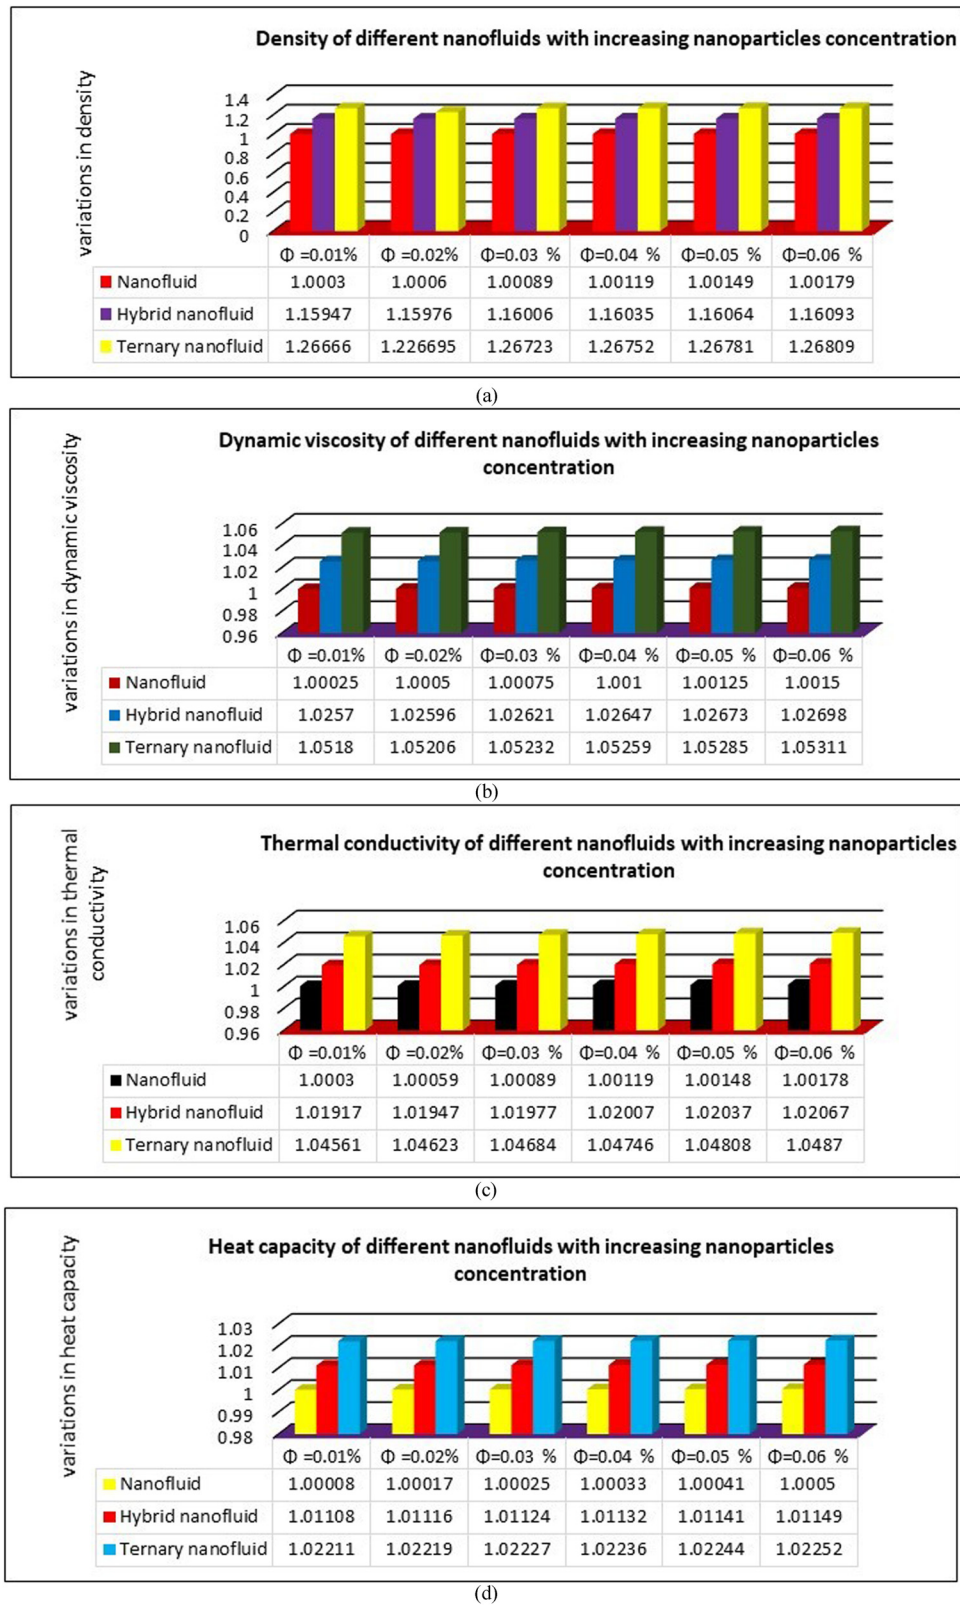 Density of different nanofluids with increasing nanoparticles concentration
variations in density
1.4
1.2
1
0.8
0.6
0.4
0.2
0
Φ =0.01% Φ =0.02% Φ=0.03 % Φ=0.04 % Φ=0.05 % Φ=0.06 %
Nanofluid 1.0003 1.0006 1.00089 1.00119 1.00149 1.00179
Hybrid nanofluid 1.15947 1.15976 1.16006 1.16035 1.16064 1.16093
Ternary nanofluid 1.26666 1.226695 1.26723 1.26752 1.26781 1.26809
(a)
Dynamic viscosity of different nanofluids with increasing nanoparticles
concentration
variations in dynamic viscosity
1.06
1.04
1.02
1
0.98
0.96
Φ =0.01% Φ =0.02% Φ=0.03 % Φ=0.04 % Φ=0.05 % Φ=0.06 %
Nanofluid 1.00025 1.0005 1.00075 1.001 1.00125 1.0015
Hybrid nanofluid 1.0257 1.02596 1.02621 1.02647 1.02673 1.02698
Ternary nanofluid 1.0518 1.05206 1.05232 1.05259 1.05285 1.05311
(b)
Thermal conductivity of different nanofluids with increasing nanoparticles
concentration
variations in thermal
conductivity
1.06
1.04
1.02
1
0.98
0.96
Φ =0.01% Φ =0.02% Φ=0.03 % Φ=0.04 % Φ=0.05 % Φ=0.06 %
Nanofluid 1.0003 1.00059 1.00089 1.00119 1.00148 1.00178
Hybrid nanofluid 1.01917 1.01947 1.01977 1.02007 1.02037 1.02067
Ternary nanofluid 1.04561 1.04623 1.04684 1.04746 1.04808 1.0487
(c)
Heat capacity of different nanofluids with increasing nanoparticles
concentration
variations in heat capacity
1.03
1.02
1.01
1
0.99
0.98
Φ =0.01% Φ =0.02% Φ=0.03 % Φ=0.04 % Φ=0.05 % Φ=0.06 %
Nanofluid 1.00008 1.00017 1.00025 1.00033 1.00041 1.0005
Hybrid nanofluid 1.01108 1.01116 1.01124 1.01132 1.01141 1.01149
Ternary nanofluid 1.02211 1.02219 1.02227 1.02236 1.02244 1.02252
(d)